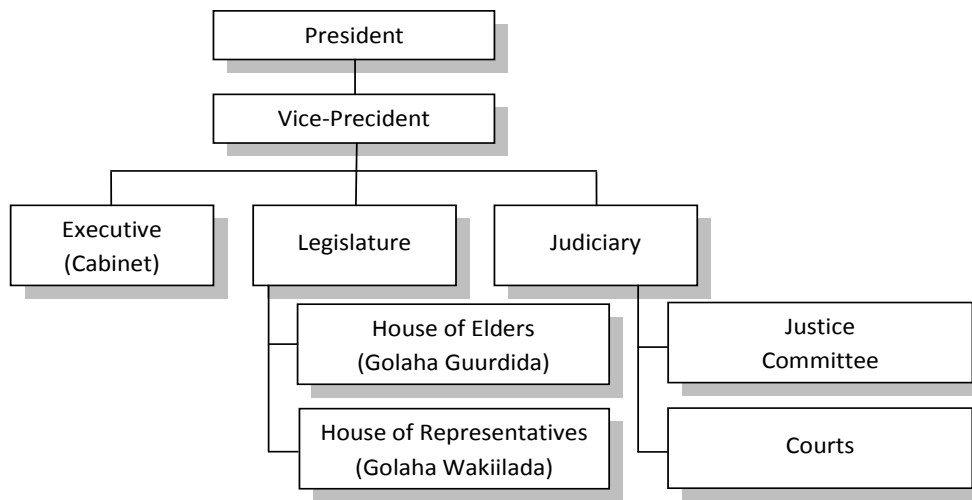 President
Vice-Precident
Executive
(Cabinet)
Legislature
Judiciary
House of Elders
(Golaha Guurdida)
Justice
Committee
House of Representatives
(Golaha Wakiilada)
Courts